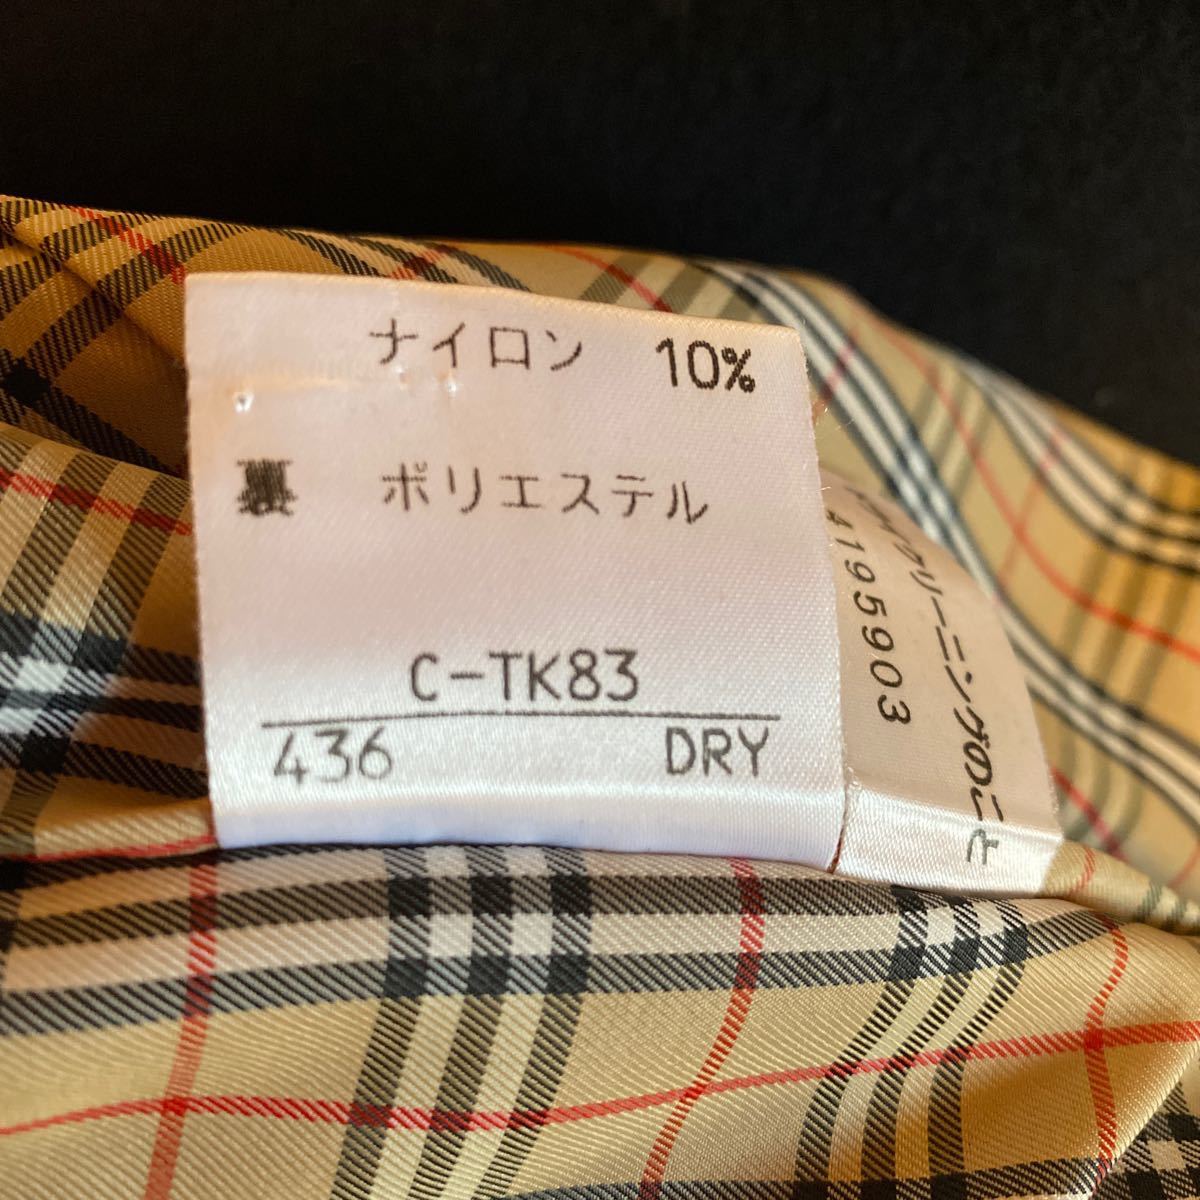 ナイロン 10%
裏 ポリエステル
C-TK83
436 DRY
クリーニングのこと
4195903